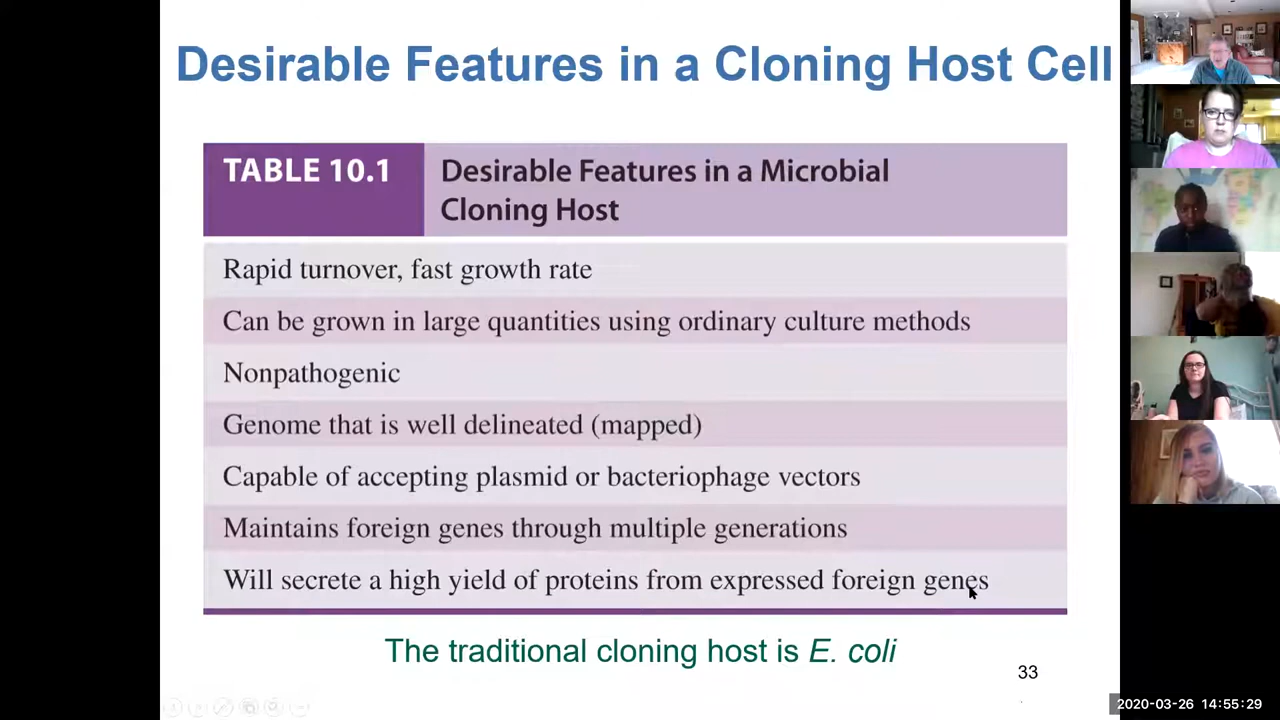 Desirable Features in a Cloning Host Cell
TABLE 10.1
Desirable Features in a Microbial
Cloning Host
Rapid turnover, fast growth rate
Can be grown in large quantities using ordinary culture methods
Nonpathogenic
Genome that is well delineated (mapped)
Capable of accepting plasmid or bacteriophage vectors
Maintains foreign genes through multiple generations
Will secrete a high yield of proteins from expressed foreign genes
The traditional cloning host is E. coli
33
2020-03-26 14:55:29